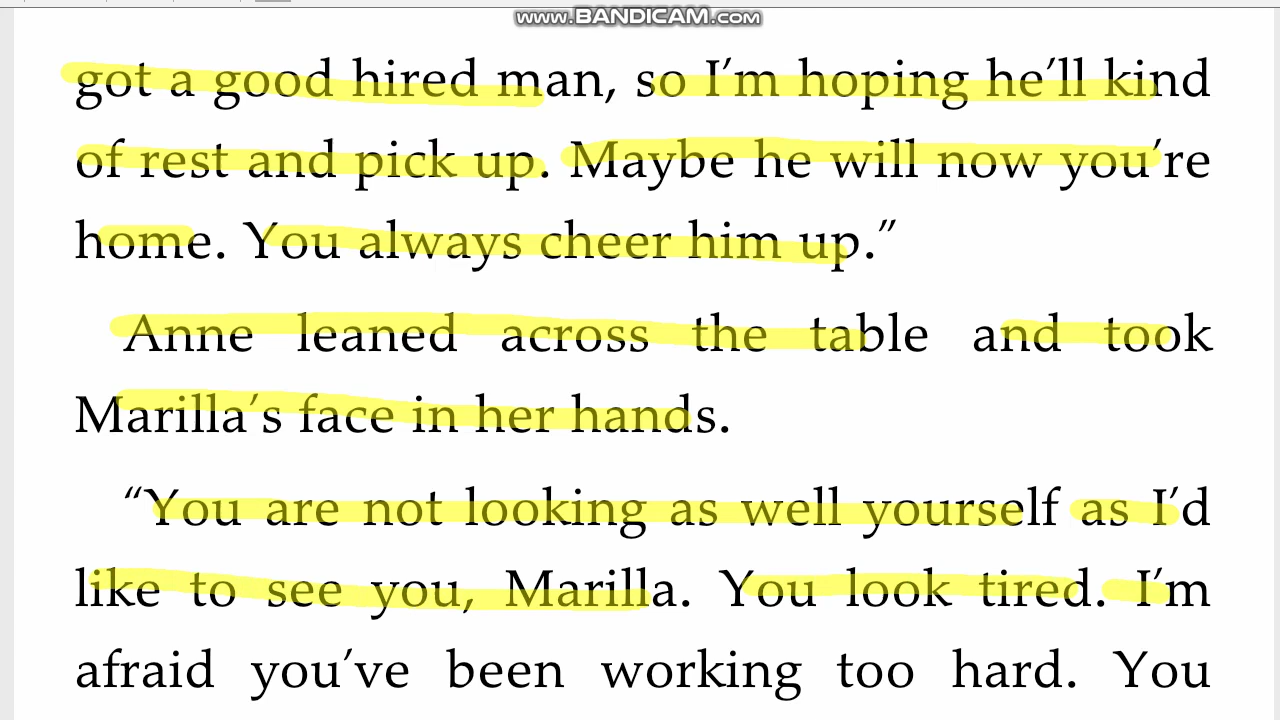 www.BANDICAM.com
got a good hired man, so I’m hoping he’ll kind
of rest and pick up. Maybe he will now you’re
home. You always cheer him up.”
Anne leaned across the table and took
Marilla’s face in her hands.
“You are not looking as well yourself as I’d
like to see you, Marilla. You look tired. I’m
afraid you’ve been working too hard. You